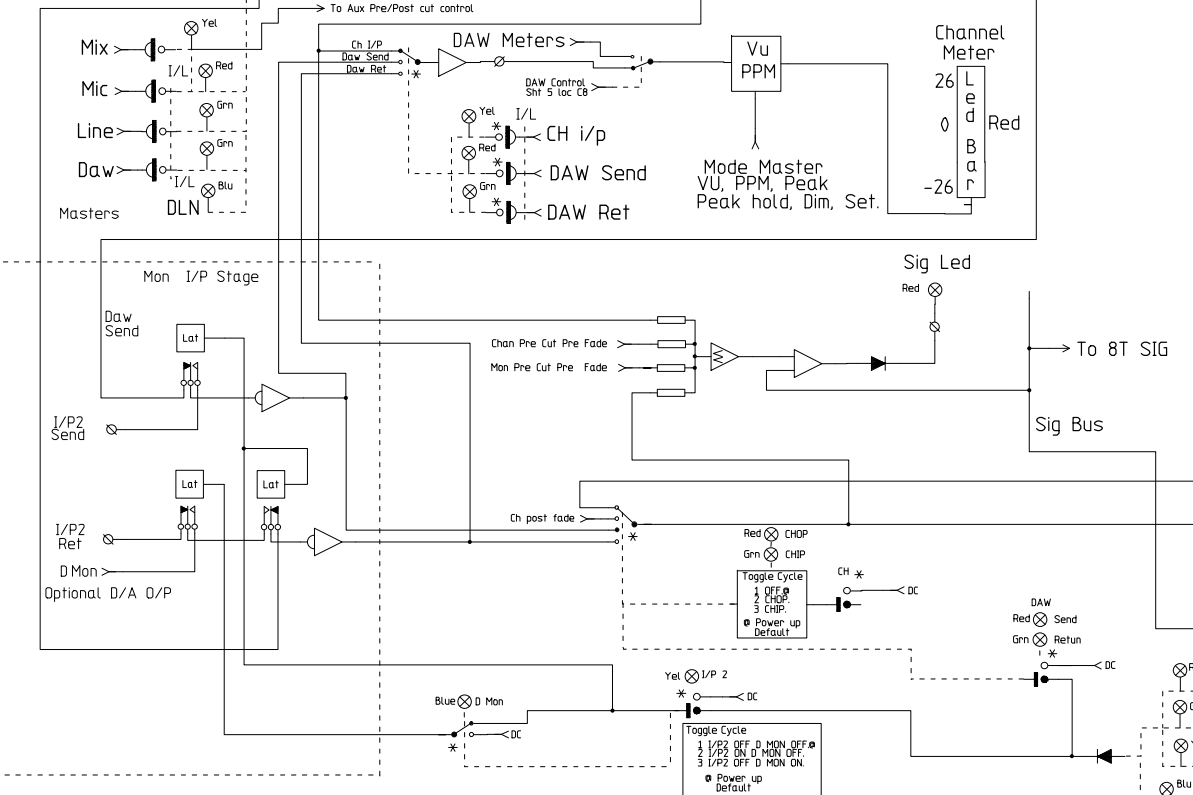 To Aux Pre/Post cut control
Yel
Mix
I/L
Red
Mic
Grn
Line
Grn
Daw
I/L
Blu
Masters
DLN
Ch I/P
Daw Send
Daw Ret
*
DAW Meters
DAW Control
Sht 5 loc C8
Vu
PPM
Channel
Meter
26
0
-26
Led Bar
Red
Yel
I/L
*
CH i/p
Red
*
DAW Send
Grn
*
DAW Ret
Mode Master
VU, PPM, Peak
Peak hold, Dim, Set.
Mon I/P Stage
Sig Led
Red
Daw
Send
Lat
Chan Pre Cut Pre Fade
Mon Pre Cut Pre Fade
To 8T SIG
I/P2
Send
Sig Bus
Lat
Lat
Ch post fade
*
I/P2
Ret
D Mon
Optional D/A O/P
Red
CHOP
Grn
CHIP
Toggle Cycle
1 OFF.@
2 CHOP.
3 CHIP.
@ Power up
Default
CH *
DC
DAW
Red
Send
Grn
Retun
*
DC
Yel
I/P 2
*
DC
Blue
D Mon
DC
*
Toggle Cycle
1 I/P2 OFF D MON OFF.@
2 I/P2 ON D MON OFF.
3 I/P2 OFF D MON ON.
@ Power up
Default
Blu